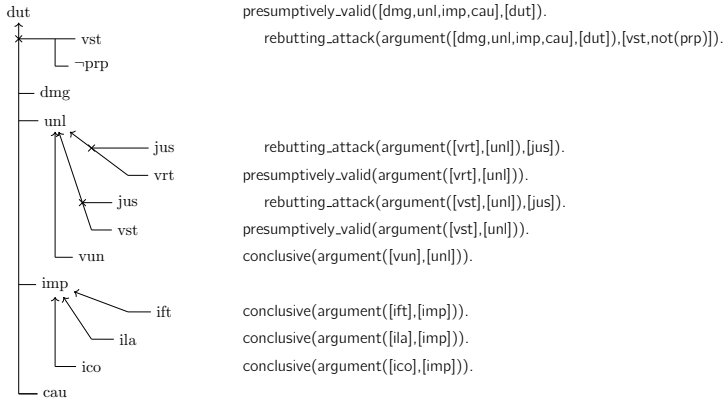 dut presumptively_valid([dmg,unl,imp,cau],[dut]).
vst rebutting_attack(argument([dmg,unl,imp,cau],[dut]),[vst,not(prp)]).
¬prp
dmg
unl
jus rebutting_attack(argument([vrt],[unl]),[jus]).
vrt presumptively_valid(argument([vrt],[unl])).
jus rebutting_attack(argument([vst],[unl]),[jus]).
vst presumptively_valid(argument([vst],[unl])).
vun conclusive(argument([vun],[unl])).
imp
ift conclusive(argument([ift],[imp])).
ila conclusive(argument([ila],[imp])).
ico conclusive(argument([ico],[imp])).
cau